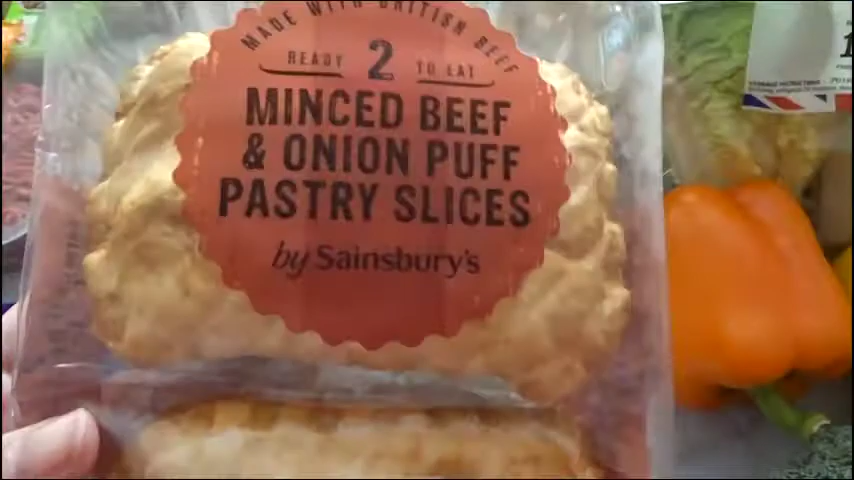 MADE WITH BRITISH BEEF
READY 2 TO EAT
MINCED BEEF
& ONION PUFF
PASTRY SLICES
by Sainsbury's